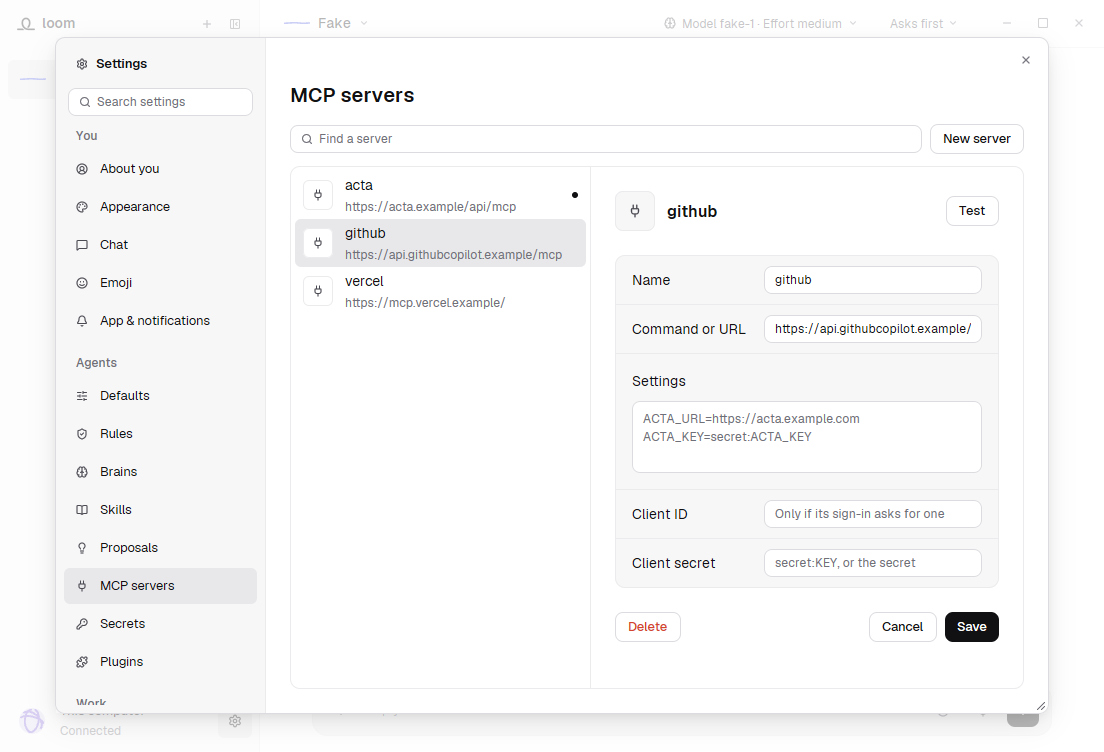 loom
Fake
Model fake-1 · Effort medium
Asks first
Settings
Search settings
You
About you
Appearance
Chat
Emoji
App & notifications
Agents
Defaults
Rules
Brains
Skills
Proposals
MCP servers
Secrets
Plugins
Work
Connected
MCP servers
Find a server
New server
acta
https://acta.example/api/mcp
github
https://api.githubcopilot.example/mcp
vercel
https://mcp.vercel.example/
github
Test
Name
github
Command or URL
https://api.githubcopilot.example/
Settings
ACTA_URL=https://acta.example.com
ACTA_KEY=secret:ACTA_KEY
Client ID
Only if its sign-in asks for one
Client secret
secret:KEY, or the secret
Delete
Cancel
Save